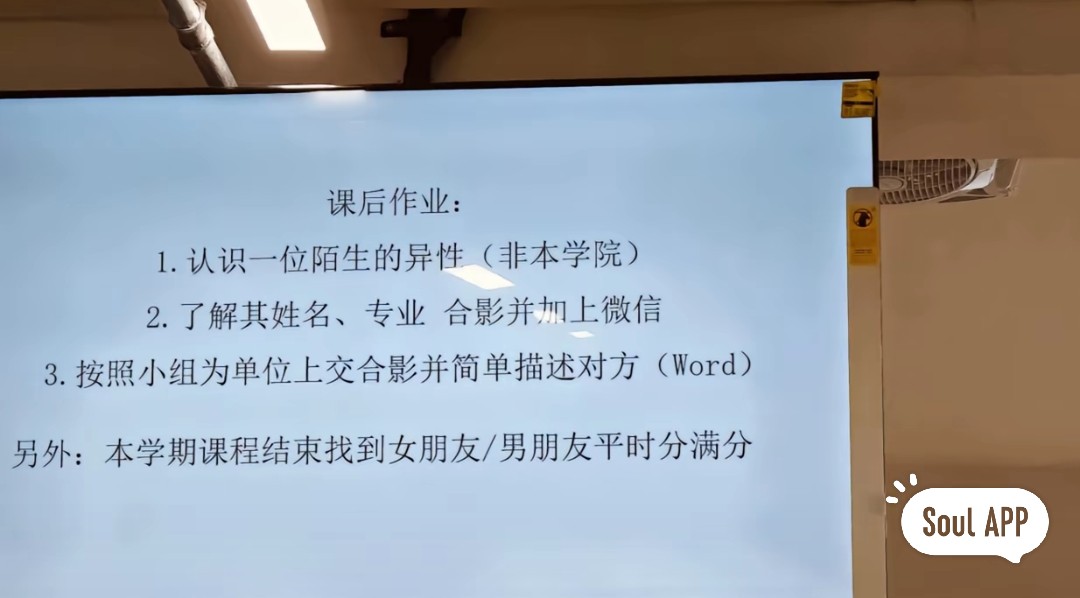 课后作业：
1.认识一位陌生的异性（非本学院）
2.了解其姓名、专业 合影并加上微信
3.按照小组为单位上交合影并简单描述对方（Word）
另外：本学期课程结束找到女朋友/男朋友平时分满分
Soul APP